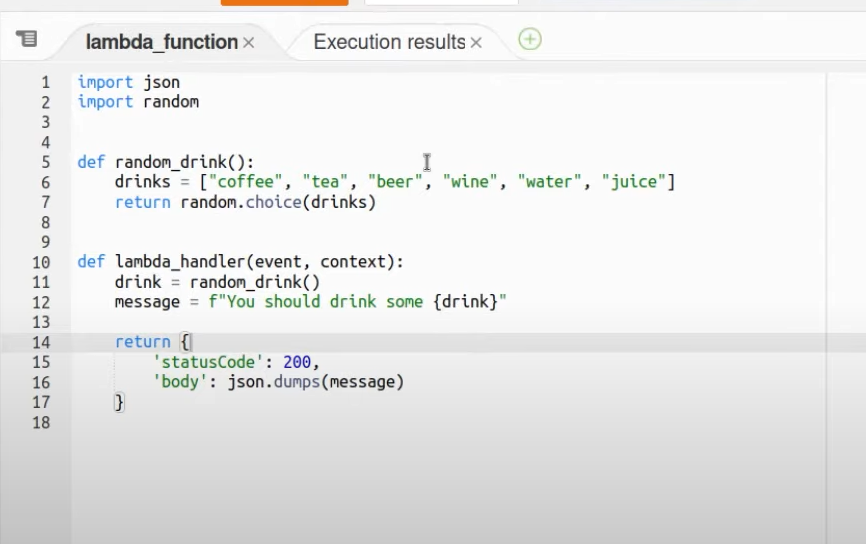 lambda_function × Execution results ×
1 import json
2 import random
3
4
5 def random_drink():
6     drinks = ["coffee", "tea", "beer", "wine", "water", "juice"]
7     return random.choice(drinks)
8
9
10 def lambda_handler(event, context):
11     drink = random_drink()
12     message = f"You should drink some {drink}"
13
14     return {
15         'statusCode': 200,
16         'body': json.dumps(message)
17     }
18